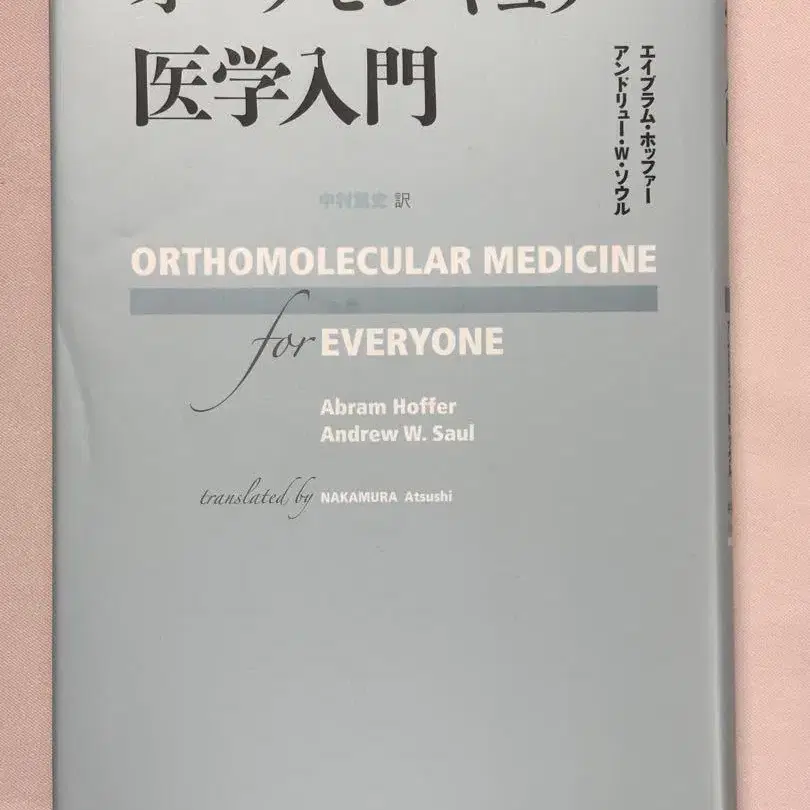 医学入門
エイブラム・ホッファー
アンドリュー・W・ソウル
中村篤史 訳
ORTHOMOLECULAR MEDICINE
for EVERYONE
Abram Hoffer
Andrew W. Saul
translated by NAKAMURA Atsushi